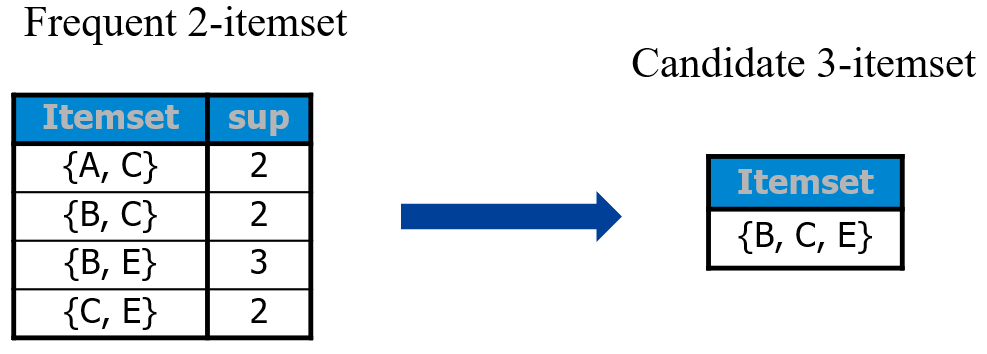 Frequent 2-itemset
Candidate 3-itemset
Itemset sup
{A, C} 2
{B, C} 2
{B, E} 3
{C, E} 2
Itemset
{B, C, E}